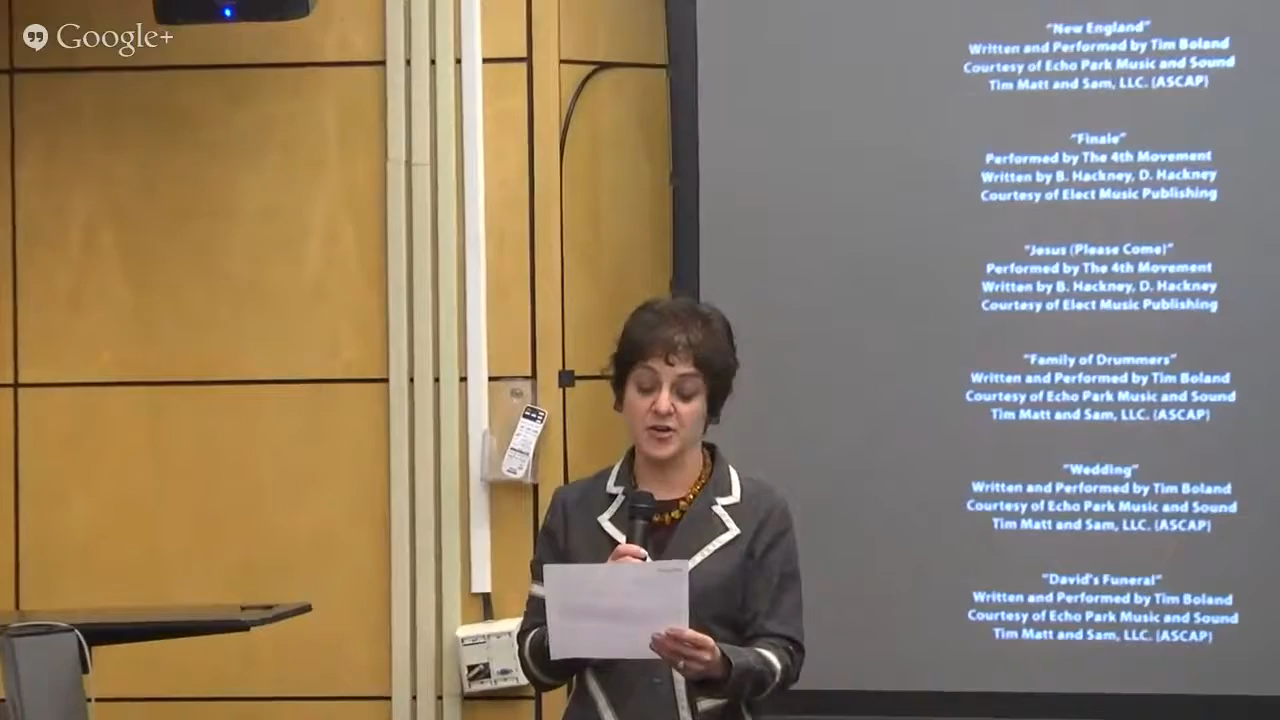 Google+
"New England"
Written and Performed by Tim Boland
Courtesy of Echo Park Music and Sound
Tim Matt and Sam, LLC. (ASCAP)
"Finale"
Performed by The 4th Movement
Written by B. Hackney, D. Hackney
Courtesy of Elect Music Publishing
"Jesus (Please Come)"
Performed by The 4th Movement
Written by B. Hackney, D. Hackney
Courtesy of Elect Music Publishing
"Family of Drummers"
Written and Performed by Tim Boland
Courtesy of Echo Park Music and Sound
Tim Matt and Sam, LLC. (ASCAP)
"Wedding"
Written and Performed by Tim Boland
Courtesy of Echo Park Music and Sound
Tim Matt and Sam, LLC. (ASCAP)
"David's Funeral"
Written and Performed by Tim Boland
Courtesy of Echo Park Music and Sound
Tim Matt and Sam, LLC. (ASCAP)